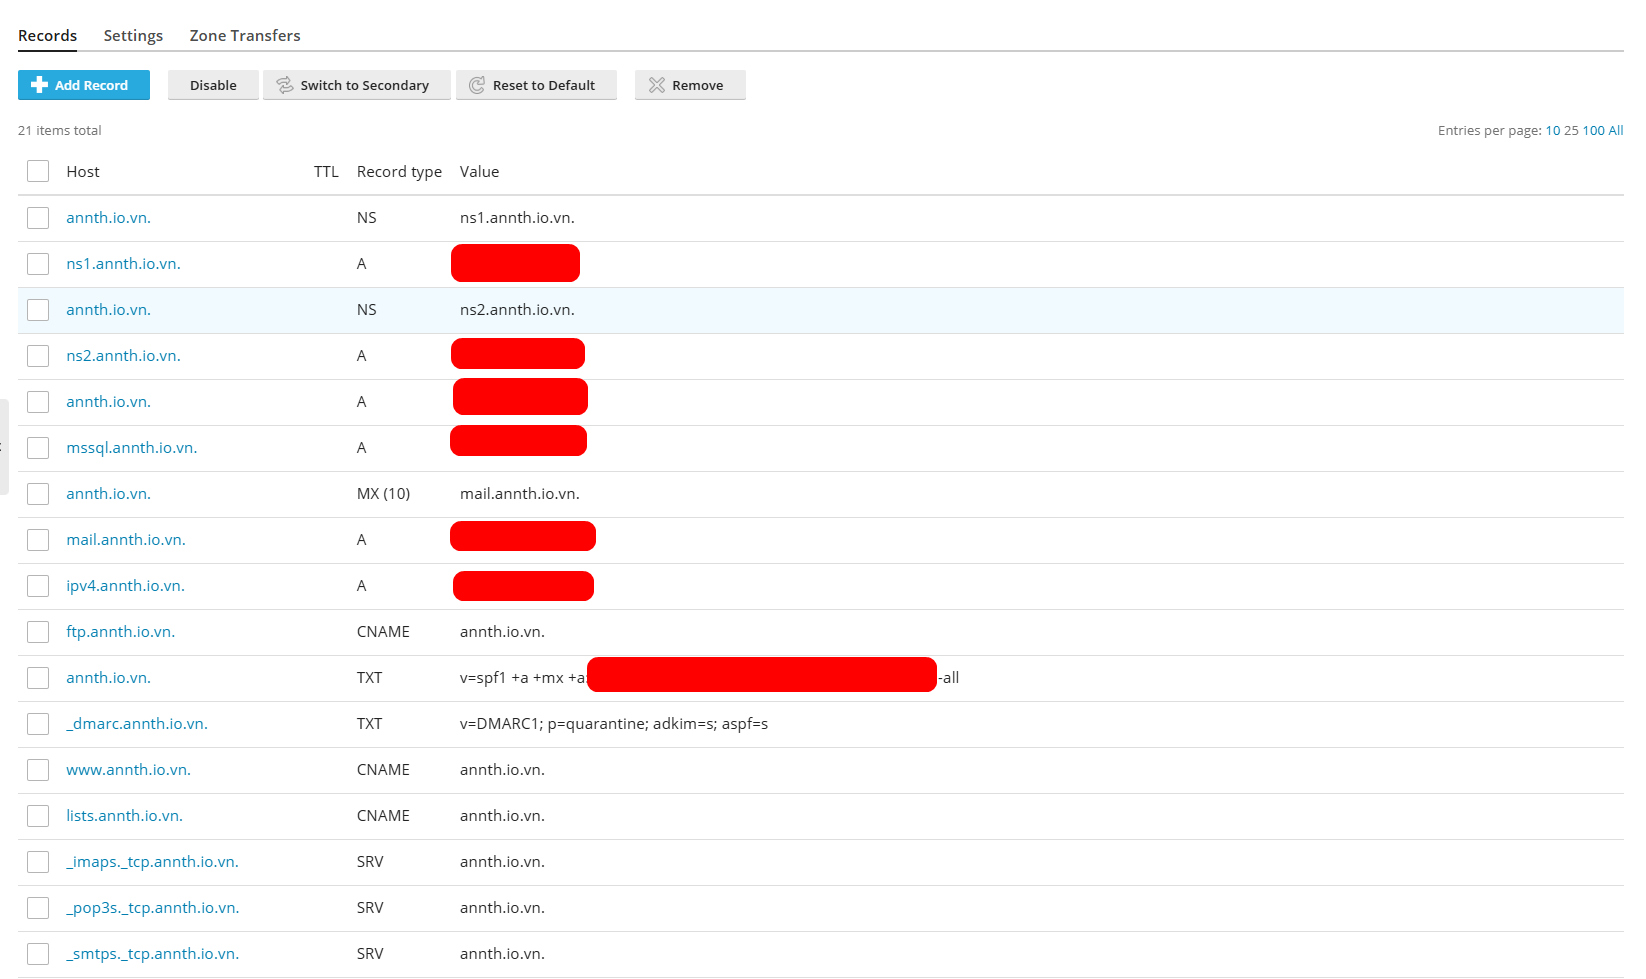 Records Settings Zone Transfers
Add Record Disable Switch to Secondary Reset to Default Remove
21 items total Entries per page: 10 25 100 All
Host TTL Record type Value
annth.io.vn. NS ns1.annth.io.vn.
ns1.annth.io.vn. A
annth.io.vn. NS ns2.annth.io.vn.
ns2.annth.io.vn. A
annth.io.vn. A
mssql.annth.io.vn. A
annth.io.vn. MX (10) mail.annth.io.vn.
mail.annth.io.vn. A
ipv4.annth.io.vn. A
ftp.annth.io.vn. CNAME annth.io.vn.
annth.io.vn. TXT v=spf1 +a +mx +a: -all
_dmarc.annth.io.vn. TXT v=DMARC1; p=quarantine; adkim=s; aspf=s
www.annth.io.vn. CNAME annth.io.vn.
lists.annth.io.vn. CNAME annth.io.vn.
_imaps._tcp.annth.io.vn. SRV annth.io.vn.
_pop3s._tcp.annth.io.vn. SRV annth.io.vn.
_smtps._tcp.annth.io.vn. SRV annth.io.vn.